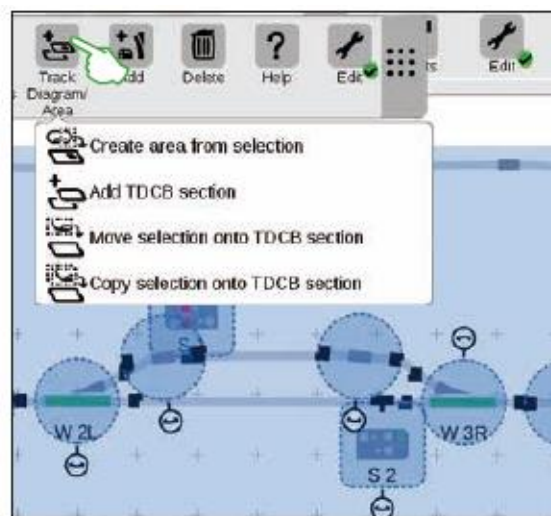 Track Diagram/ Area
Add
Delete
Help
Edit
Edit
Create area from selection
Add TDCB section
Move selection onto TDCB section
Copy selection onto TDCB section
S
W 2L
W 3R
S 2